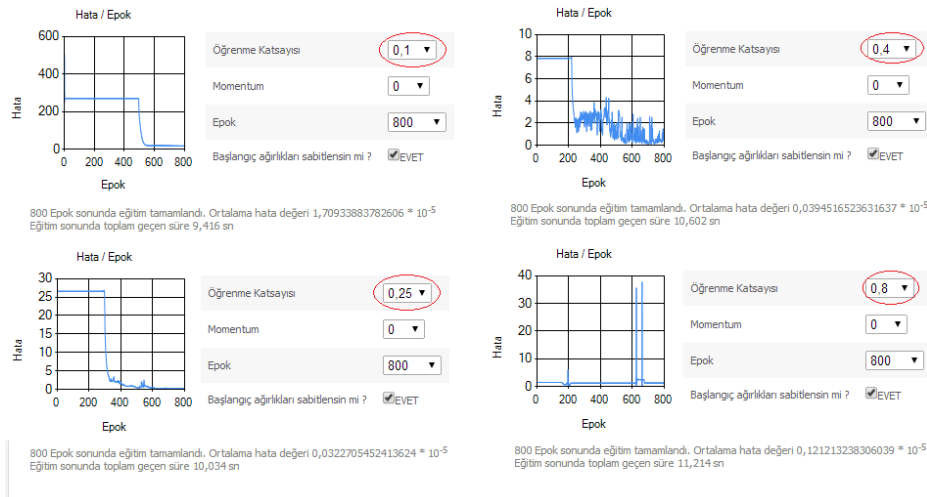 Hata / Epok
600
400
200
0
0 200 400 600 800
Hata
Epok
Öğrenme Katsayısı 0,1
Momentum 0
Epok 800
Başlangıç ağırlıkları sabitlensin mi ? EVET
800 Epok sonunda eğitim tamamlandı. Ortalama hata değeri 1,70933883782606 * 10-5
Eğitim sonunda toplam geçen süre 9,416 sn
Hata / Epok
10
8
6
4
2
0
0 200 400 600 800
Hata
Epok
Öğrenme Katsayısı 0,4
Momentum 0
Epok 800
Başlangıç ağırlıkları sabitlensin mi ? EVET
800 Epok sonunda eğitim tamamlandı. Ortalama hata değeri 0,0394516523631637 * 10-5
Eğitim sonunda toplam geçen süre 10,602 sn
Hata / Epok
30
25
20
15
10
5
0
0 200 400 600 800
Hata
Epok
Öğrenme Katsayısı 0,25
Momentum 0
Epok 800
Başlangıç ağırlıkları sabitlensin mi ? EVET
800 Epok sonunda eğitim tamamlandı. Ortalama hata değeri 0,0322705452413624 * 10-5
Eğitim sonunda toplam geçen süre 10,034 sn
Hata / Epok
40
30
20
10
0
0 200 400 600 800
Hata
Epok
Öğrenme Katsayısı 0,8
Momentum 0
Epok 800
Başlangıç ağırlıkları sabitlensin mi ? EVET
800 Epok sonunda eğitim tamamlandı. Ortalama hata değeri 0,121213238306039 * 10-5
Eğitim sonunda toplam geçen süre 11,214 sn